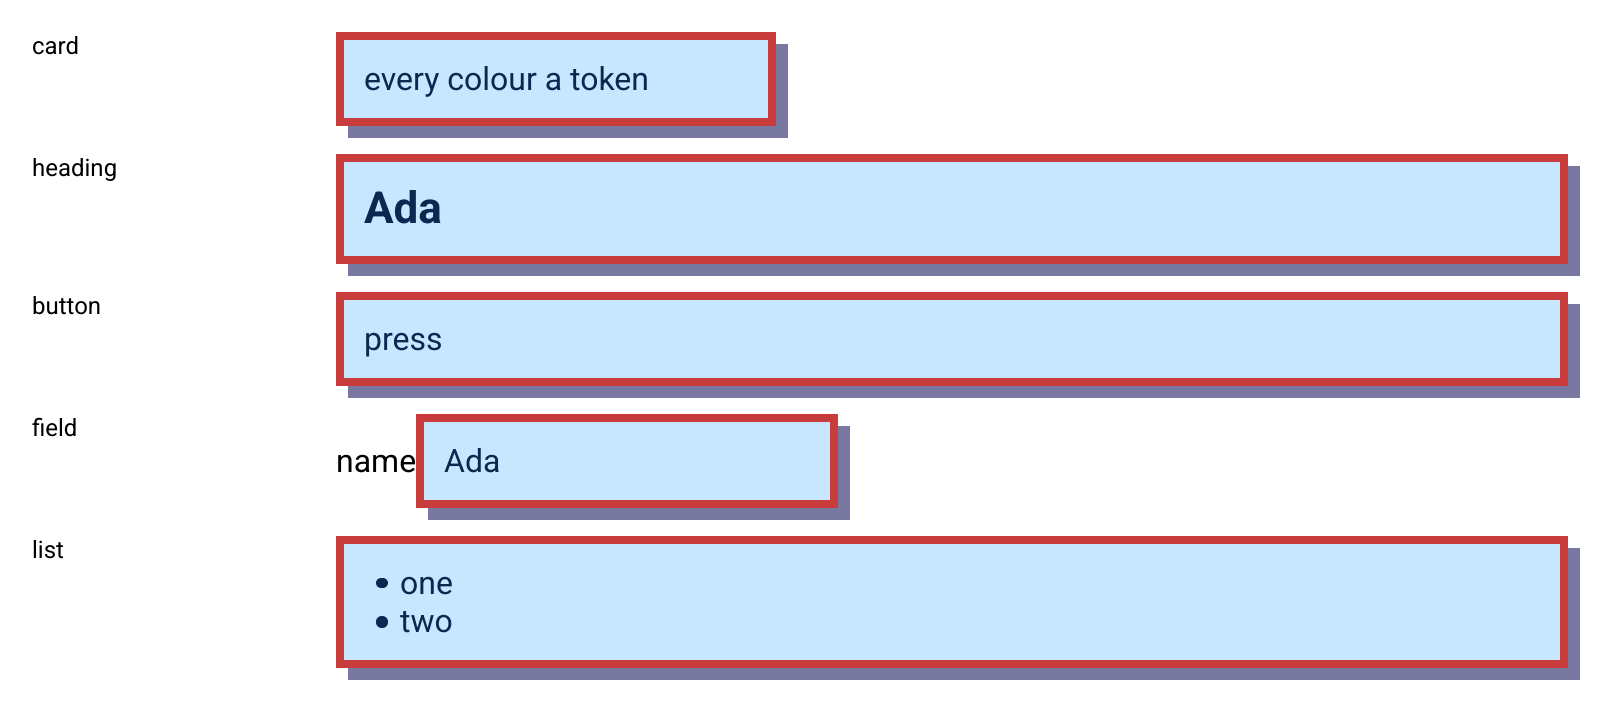 card
every colour a token
heading
Ada
button
press
field
name Ada
list
• one
• two